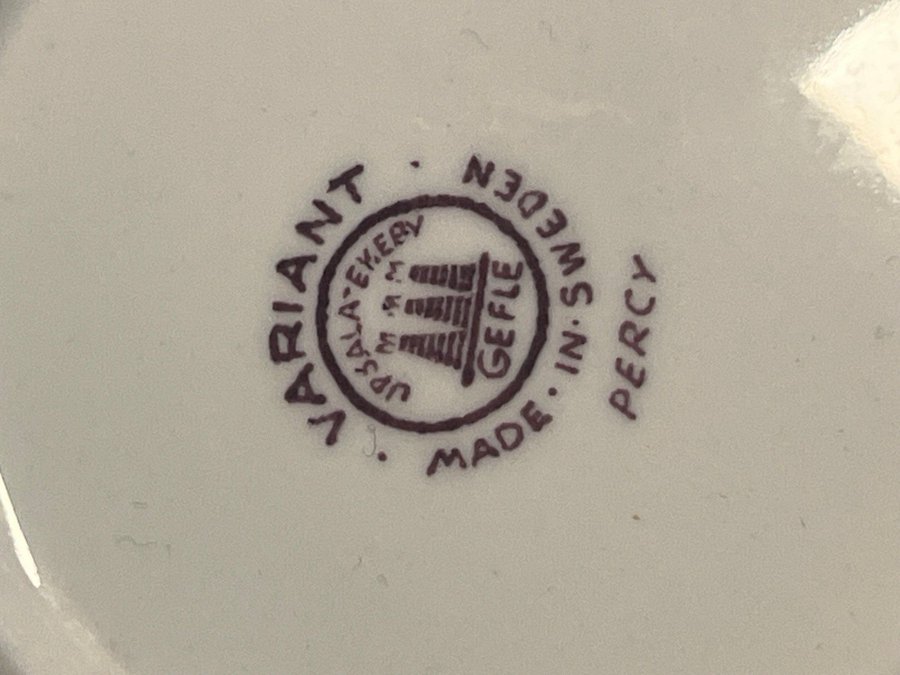 VARIANT
UPSALA-EKEBY
GEFLE
MADE · IN · SWEDEN
PERCY